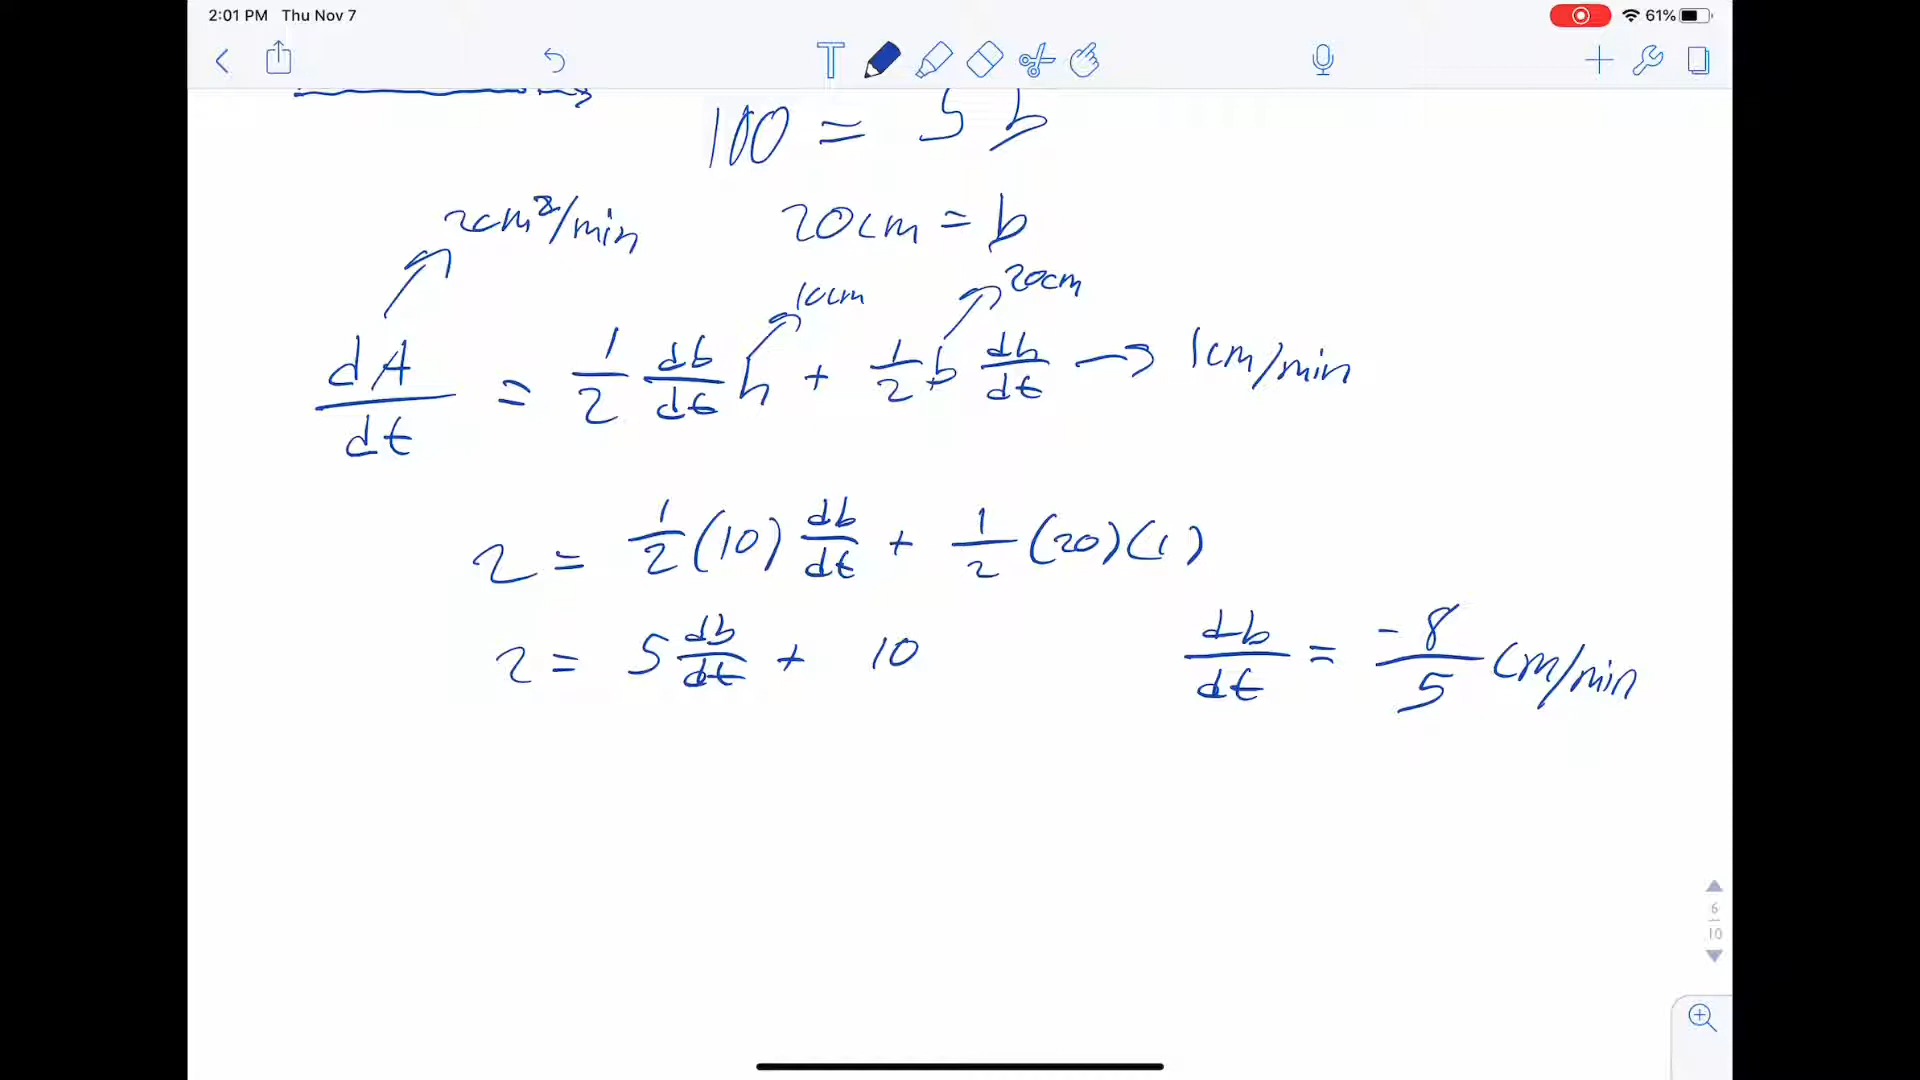 2:01 PM Thu Nov 7
61%
T
100 = 5b
2cm²/min
20cm = b
10cm
20cm
dA/dt = 1/2 db/dt h + 1/2 b dh/dt → 1cm/min
2 = 1/2 (10) db/dt + 1/2 (20)(1)
2 = 5 db/dt + 10
db/dt = -8/5 cm/min
6
10